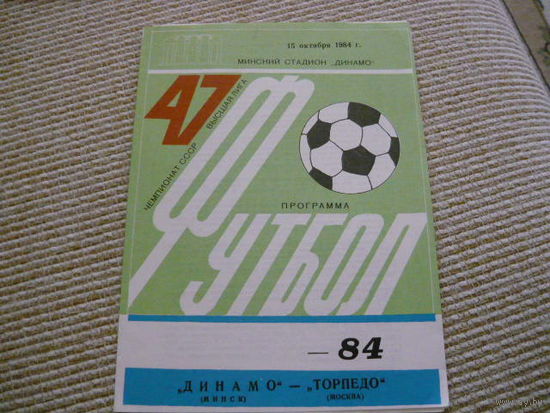 15 октября 1984 г.
МИНСКИЙ СТАДИОН „ДИНАМО"
47
ЧЕМПИОНАТ СССР
ВЫСШАЯ ЛИГА
ПРОГРАММА
ФУТБОЛ
— 84
„ДИНАМО" — „ТОРПЕДО"
(МИНСК) (МОСКВА)